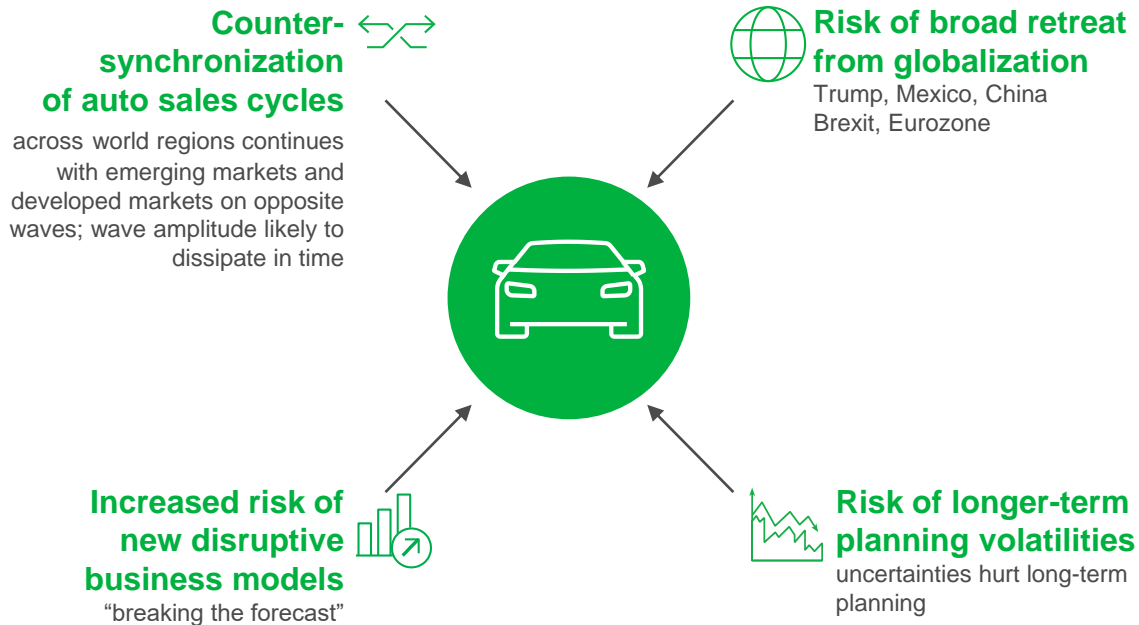 Counter-
synchronization
of auto sales cycles
across world regions continues
with emerging markets and
developed markets on opposite
waves; wave amplitude likely to
dissipate in time
Risk of broad retreat
from globalization
Trump, Mexico, China
Brexit, Eurozone
Increased risk of
new disruptive
business models
“breaking the forecast”
Risk of longer-term
planning volatilities
uncertainties hurt long-term
planning